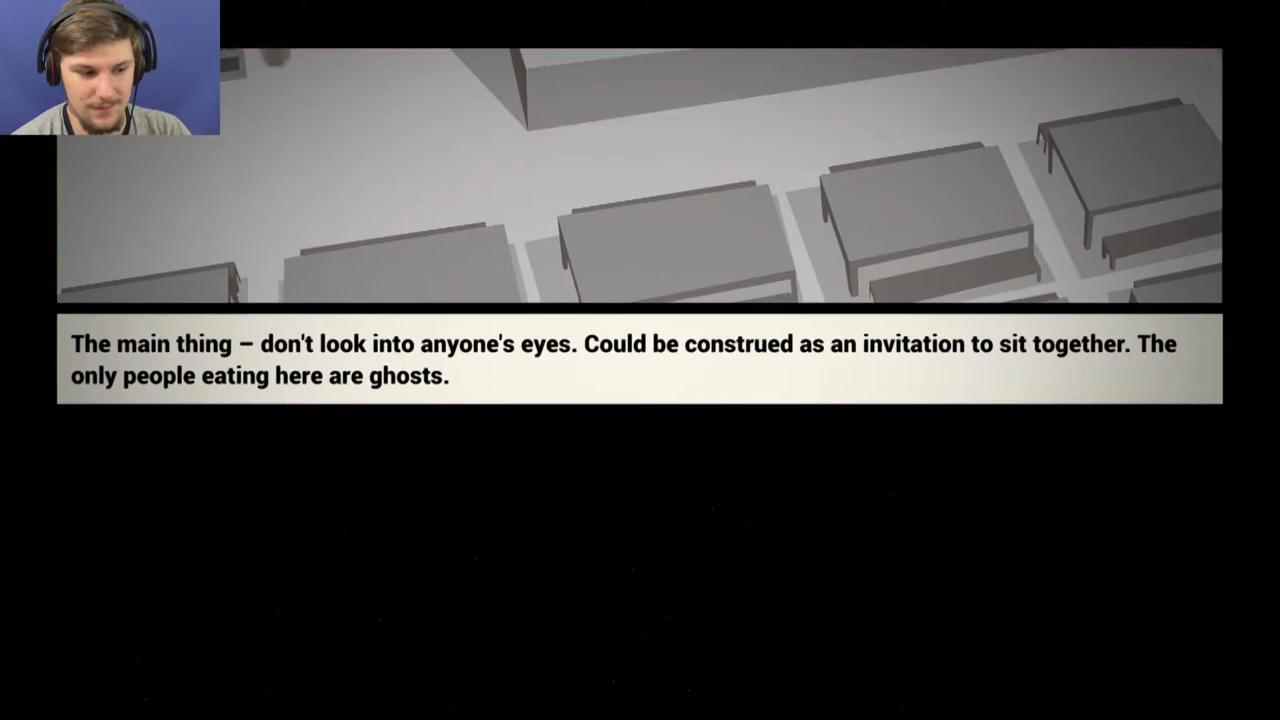 The main thing – don't look into anyone's eyes. Could be construed as an invitation to sit together. The
only people eating here are ghosts.